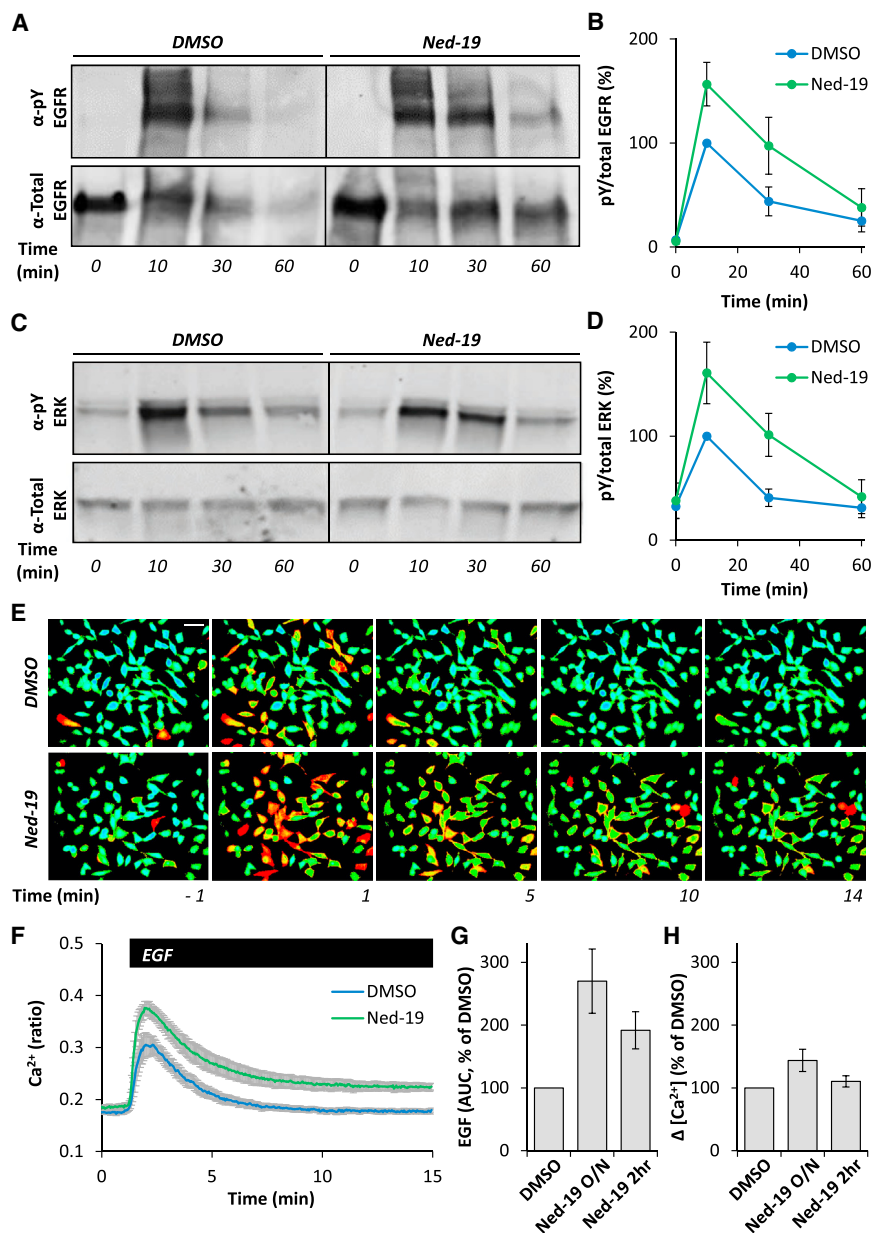 A
DMSO Ned-19
α-pY
EGFR
α-Total
EGFR
Time
(min)
0 10 30 60 0 10 30 60
B
200
100
0
pY/total EGFR (%)
DMSO
Ned-19
0 20 40 60
Time (min)
C
DMSO Ned-19
α-pY
ERK
α-Total
ERK
Time
(min)
0 10 30 60 0 10 30 60
D
200
100
0
pY/total ERK (%)
DMSO
Ned-19
0 20 40 60
Time (min)
E
DMSO
Ned-19
Time (min) - 1 1 5 10 14
F
0.5
0.4
0.3
0.2
0.1
Ca²⁺ (ratio)
EGF
DMSO
Ned-19
0 5 10 15
Time (min)
G
300
200
100
0
EGF (AUC, % of DMSO)
DMSO
Ned-19 O/N
Ned-19 2hr
H
300
200
100
0
Δ [Ca²⁺] (% of DMSO)
DMSO
Ned-19 O/N
Ned-19 2hr